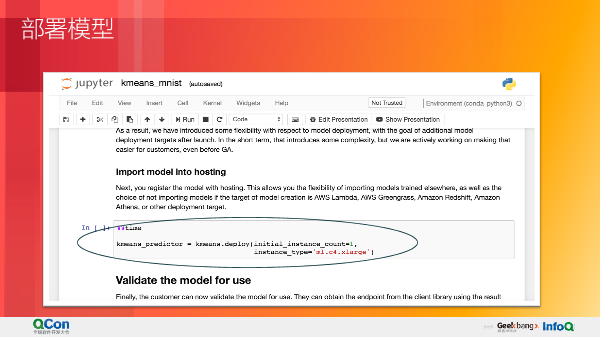 部署模型
jupyter kmeans_mnist (autosaved)
File Edit View Insert Cell Kernel Widgets Help Not Trusted Environment (conda_python3)
Run Code Edit Presentation Show Presentation
As a result, we have introduced some flexibility with respect to model deployment, with the goal of additional model
deployment targets after launch. In the short term, that introduces some complexity, but we are actively working on making that
easier for customers, even before GA.
Import model into hosting
Next, you register the model with hosting. This allows you the flexibility of importing models trained elsewhere, as well as the
choice of not importing models if the target of model creation is AWS Lambda, AWS Greengrass, Amazon Redshift, Amazon
Athena, or other deployment target.
In [ ]: %%time
kmeans_predictor = kmeans.deploy(initial_instance_count=1,
instance_type='ml.c4.xlarge')
Validate the model for use
Finally, the customer can now validate the model for use. They can obtain the endpoint from the client library using the result
QCon
全球软件开发大会
Geekbang
InfoQ